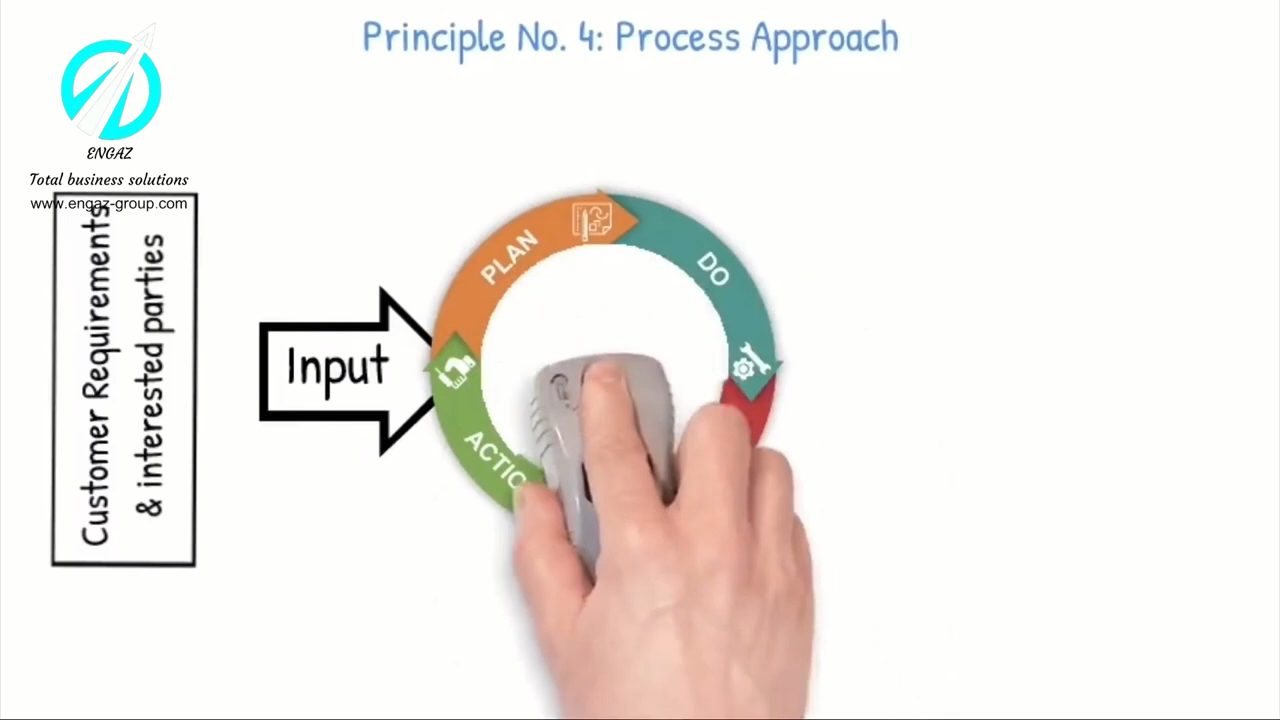 Principle No. 4: Process Approach
ENGAZ
Total business solutions
www.engaz-group.com
Customer Requirements
& interested parties
Input
PLAN
DO
ACTIO